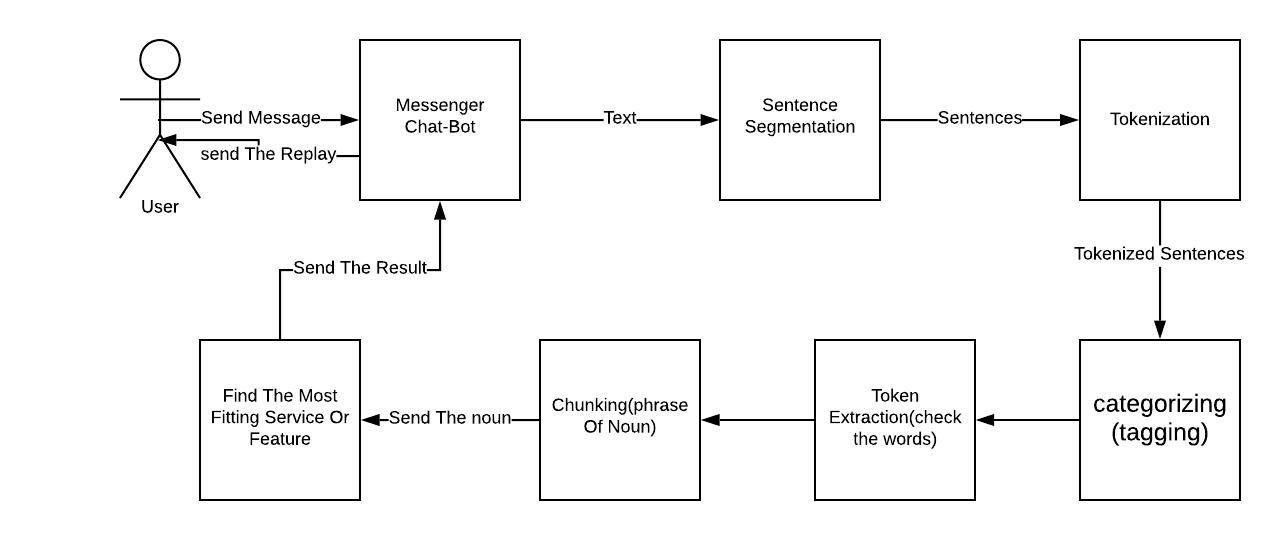 Send Message
send The Replay
User
Messenger
Chat-Bot
Text
Sentence
Segmentation
Sentences
Tokenization
Tokenized Sentences
categorizing
(tagging)
Token
Extraction(check
the words)
Chunking(phrase
Of Noun)
Send The noun
Find The Most
Fitting Service Or
Feature
Send The Result